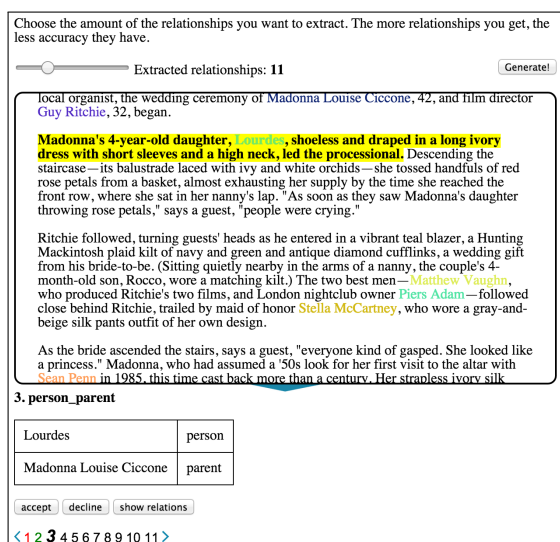 Choose the amount of the relationships you want to extract. The more relationships you get, the
less accuracy they have.
Extracted relationships: 11
Generate!
local organist, the wedding ceremony of Madonna Louise Ciccone, 42, and film director
Guy Ritchie, 32, began.
Madonna's 4-year-old daughter, Lourdes, shoeless and draped in a long ivory
dress with short sleeves and a high neck, led the processional. Descending the
staircase—its balustrade laced with ivy and white orchids—she tossed handfuls of red
rose petals from a basket, almost exhausting her supply by the time she reached the
front row, where she sat in her nanny's lap. "As soon as they saw Madonna's daughter
throwing rose petals," says a guest, "people were crying."
Ritchie followed, turning guests' heads as he entered in a vibrant teal blazer, a Hunting
Mackintosh plaid kilt of navy and green and antique diamond cufflinks, a wedding gift
from his bride-to-be. (Sitting quietly nearby in the arms of a nanny, the couple's 4-
month-old son, Rocco, wore a matching kilt.) The two best men—Matthew Vaughn,
who produced Ritchie's two films, and London nightclub owner Piers Adam—followed
close behind Ritchie, trailed by maid of honor Stella McCartney, who wore a gray-and-
beige silk pants outfit of her own design.
As the bride ascended the stairs, says a guest, "everyone kind of gasped. She looked like
a princess." Madonna, who had assumed a '50s look for her first visit to the altar with
Sean Penn in 1985, this time cast back more than a century. Her strapless ivory silk
3. person_parent
Lourdes person
Madonna Louise Ciccone parent
accept decline show relations
< 1 2 3 4 5 6 7 8 9 10 11 >